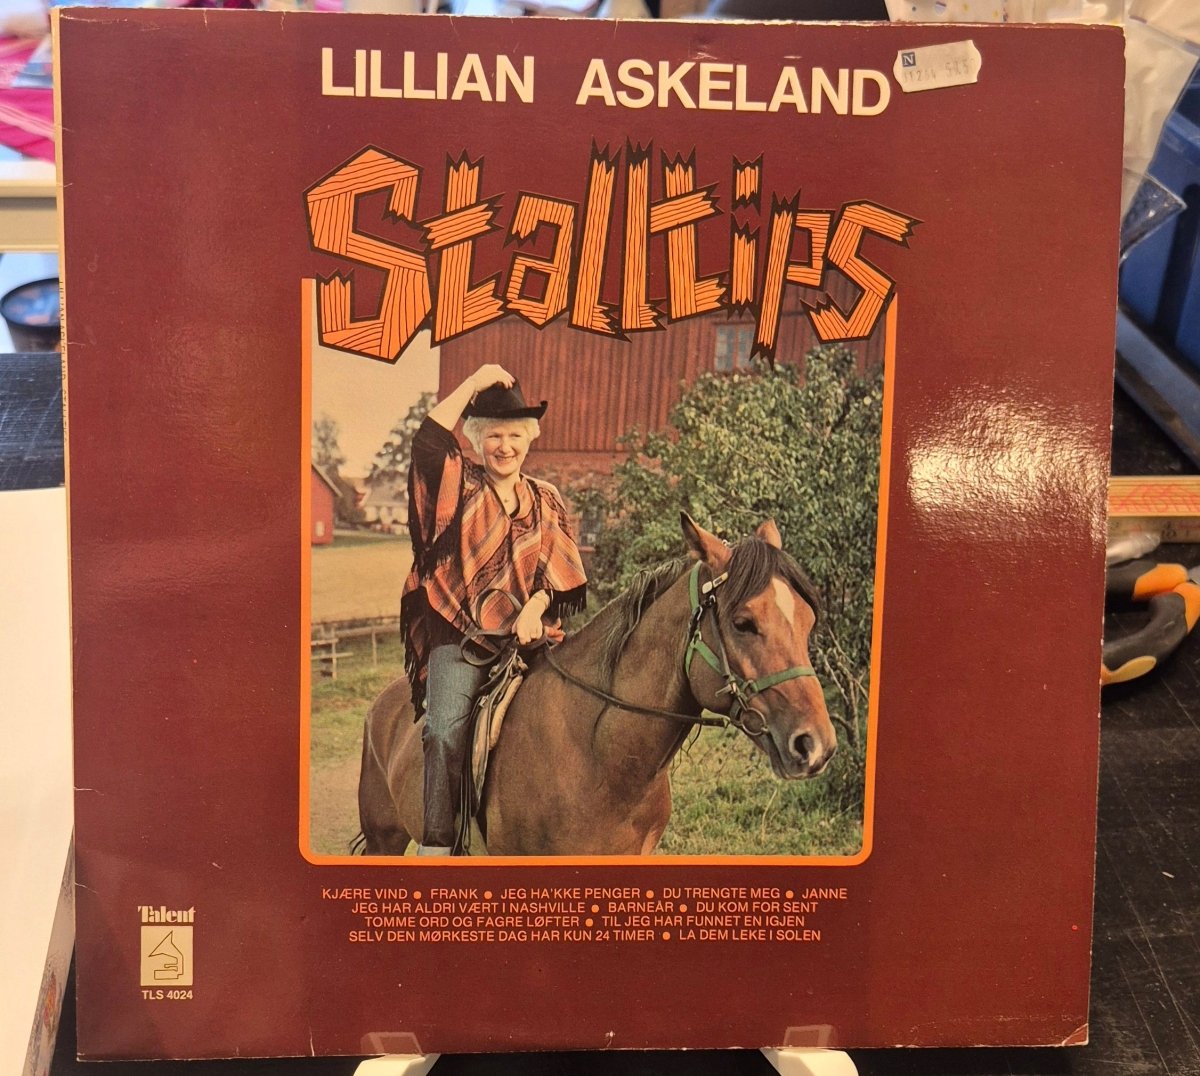 LILLIAN ASKELAND
N
Stalltips
KJÆRE VIND • FRANK • JEG HA'KKE PENGER • DU TRENGTE MEG • JANNE
JEG HAR ALDRI VÆRT I NASHVILLE • BARNEÅR • DU KOM FOR SENT
TOMME ORD OG FAGRE LØFTER • TIL JEG HAR FUNNET EN IGJEN
SELV DEN MØRKESTE DAG HAR KUN 24 TIMER • LA DEM LEKE I SOLEN
Talent
TLS 4024